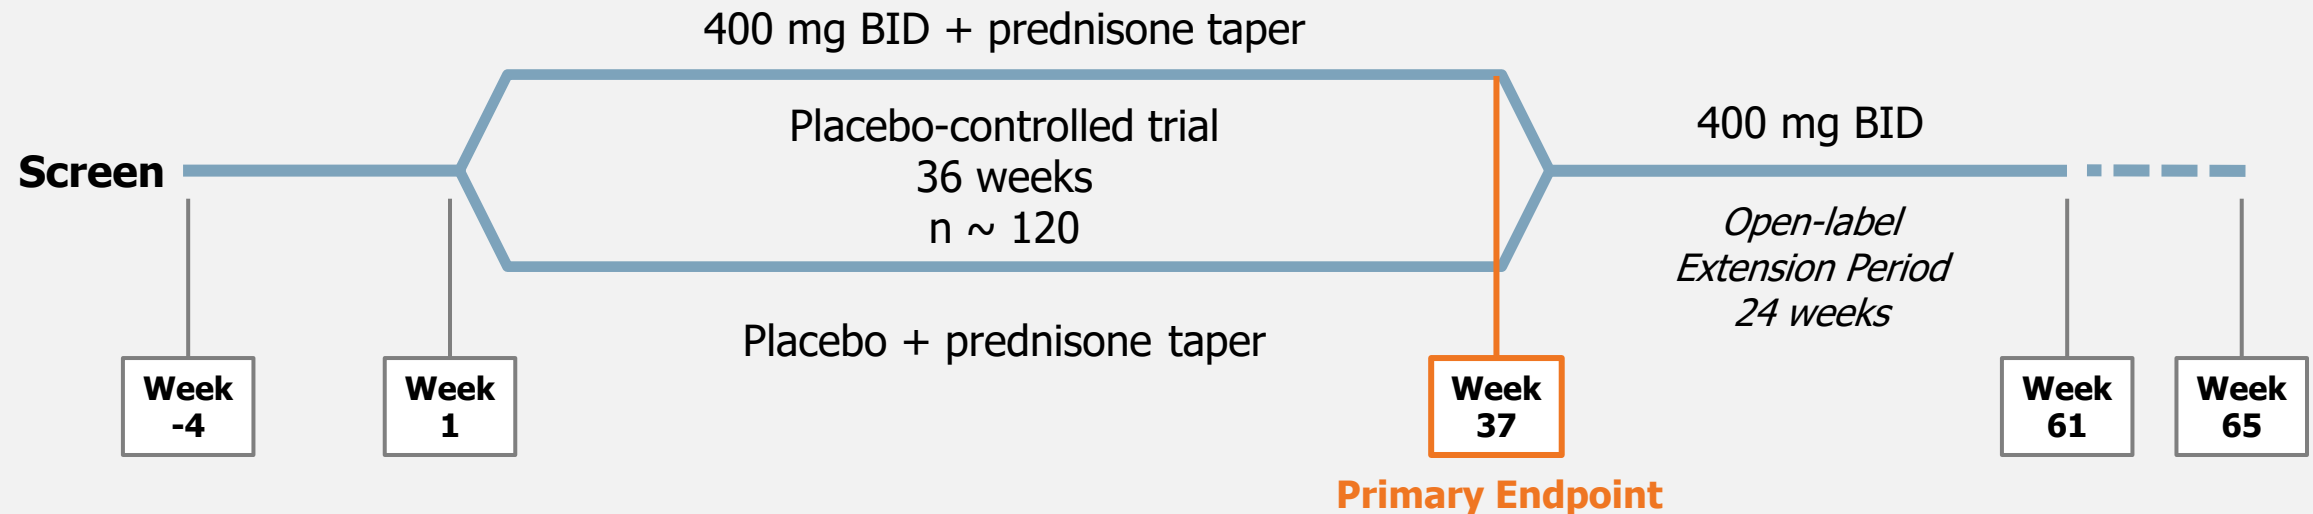 400 mg BID + prednisone taper
Screen
Placebo-controlled trial
36 weeks
n ~ 120
Placebo + prednisone taper
400 mg BID
Open-label
Extension Period
24 weeks
Week
-4
Week
1
Week
37
Week
61
Week
65
Primary Endpoint